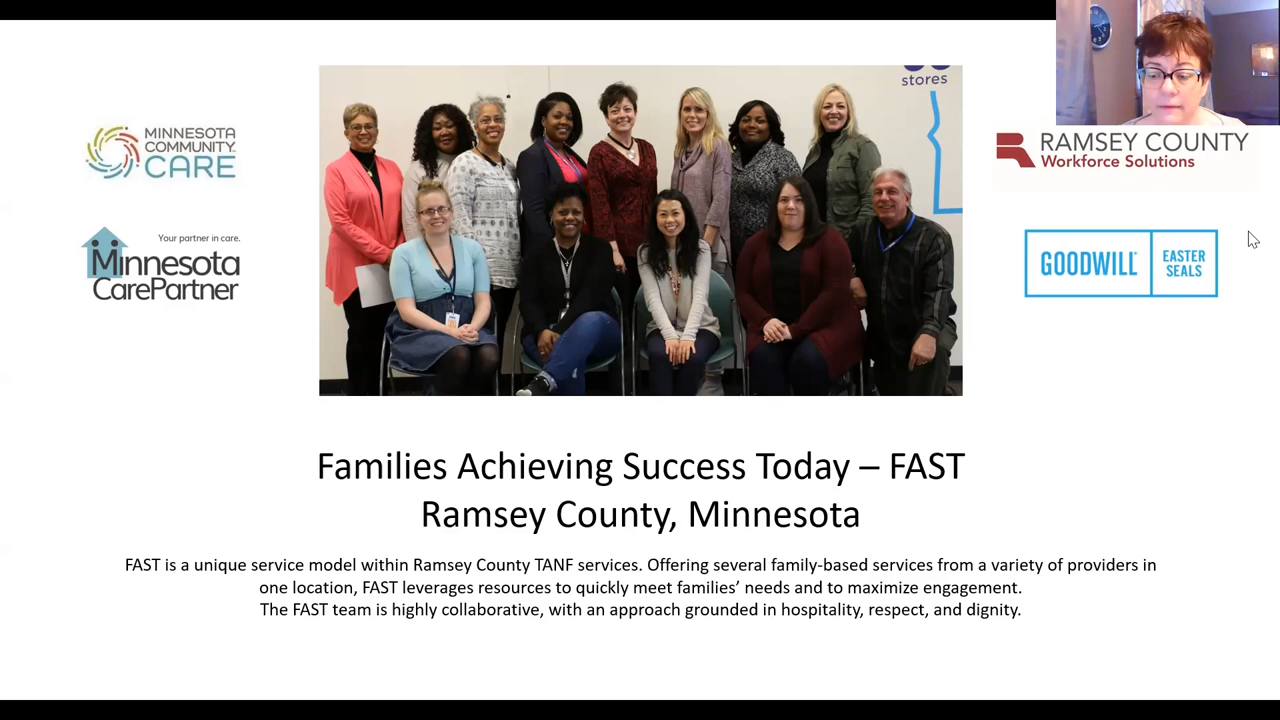 stores
MINNESOTA
COMMUNITY
CARE
Your partner in care.
Minnesota
CarePartner
RAMSEY COUNTY
Workforce Solutions
GOODWILL
EASTER
SEALS
Families Achieving Success Today – FAST
Ramsey County, Minnesota
FAST is a unique service model within Ramsey County TANF services. Offering several family-based services from a variety of providers in
one location, FAST leverages resources to quickly meet families’ needs and to maximize engagement.
The FAST team is highly collaborative, with an approach grounded in hospitality, respect, and dignity.